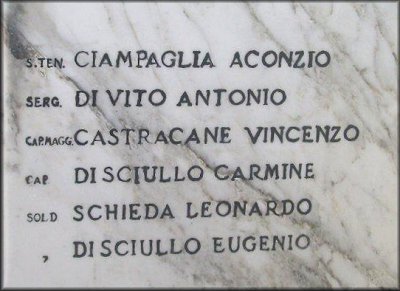 S.TEN. CIAMPAGLIA ACONZIO
SERG. DI VITO ANTONIO
CAP.MAGG. CASTRACANE VINCENZO
CAP DI SCIULLO CARMINE
SOLD SCHIEDA LEONARDO
, DI SCIULLO EUGENIO